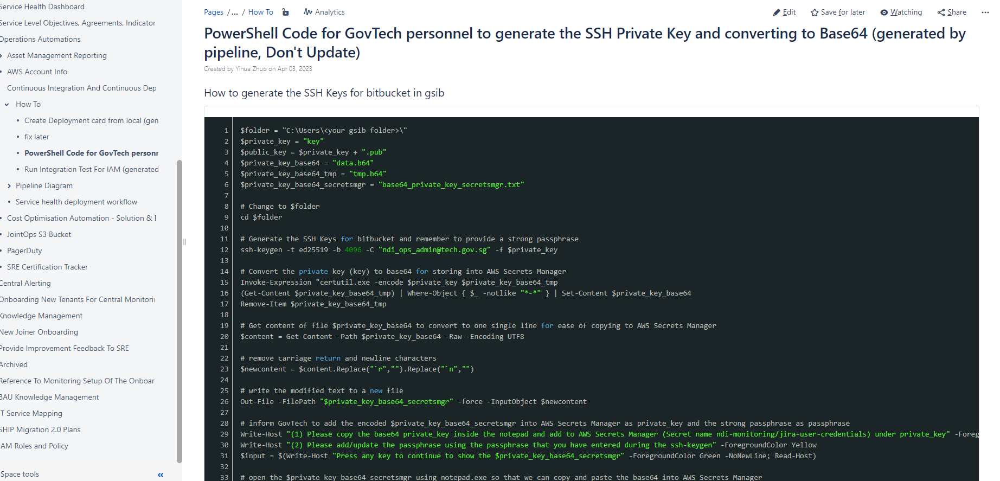 Service Health Dashboard
Service Level Objectives, Agreements, Indicator
Operations Automations
Asset Management Reporting
AWS Account Info
Continuous Integration And Continuous Dep
How To
Create Deployment card from local (gen
fix later
PowerShell Code for GovTech personn
Run Integration Test For IAM (generated
Pipeline Diagram
Service health deployment workflow
Cost Optimisation Automation - Solution & D
JointOps S3 Bucket
PagerDuty
SRE Certification Tracker
Central Alerting
Onboarding New Tenants For Central Monitori
Knowledge Management
New Joiner Onboarding
Provide Improvement Feedback To SRE
Archived
Reference To Monitoring Setup Of The Onboar
BAU Knowledge Management
IT Service Mapping
SHIP Migration 2.0 Plans
IAM Roles and Policy
Space tools
Pages /... / How To Analytics
Edit Save for later Watching Share
PowerShell Code for GovTech personnel to generate the SSH Private Key and converting to Base64 (generated by
pipeline, Don't Update)
Created by Yihua Zhuo on Apr 03, 2023
How to generate the SSH Keys for bitbucket in gsib
1 $folder = "C:\Users\<your gsib folder>\"
2 $private_key = "key"
3 $public_key = $private_key + ".pub"
4 $private_key_base64 = "data.b64"
5 $private_key_base64_tmp = "tmp.b64"
6 $private_key_base64_secretsmgr = "base64_private_key_secretsmgr.txt"
7
8 # Change to $folder
9 cd $folder
10
11 # Generate the SSH Keys for bitbucket and remember to provide a strong passphrase
12 ssh-keygen -t ed25519 -b 4096 -C "ndi_ops_admin@tech.gov.sg" -f $private_key
13
14 # Convert the private key (key) to base64 for storing into AWS Secrets Manager
15 Invoke-Expression "certutil.exe -encode $private_key $private_key_base64_tmp
16 (Get-Content $private_key_base64_tmp) | Where-Object { $_ -notlike "*-*" } | Set-Content $private_key_base64
17 Remove-Item $private_key_base64_tmp
18
19 # Get content of file $private_key_base64 to convert to one single line for ease of copying to AWS Secrets Manager
20 $content = Get-Content -Path $private_key_base64 -Raw -Encoding UTF8
21
22 # remove carriage return and newline characters
23 $newcontent = $content.Replace("`r","").Replace("`n","")
24
25 # write the modified text to a new file
26 Out-File -FilePath "$private_key_base64_secretsmgr" -force -InputObject $newcontent
27
28 # inform GovTech to add the encoded $private_key_base64_secretsmgr into AWS Secrets Manager as private_key and the strong passphrase as passphrase
29 Write-Host "(1) Please copy the base64 private_key inside the notepad and add to AWS Secrets Manager (Secret name ndi-monitoring/jira-user-credentials) under private_key" -Foreg
30 Write-Host "(2) Please add/update the passphrase using the passphrase that you have entered during the ssh-keygen" -ForegroundColor Yellow
31 $input = $(Write-Host "Press any key to continue to show the $private_key_base64_secretsmgr" -ForegroundColor Green -NoNewLine; Read-Host)
32
33 # open the $private_key_base64_secretsmgr using notepad.exe so that we can copy and paste the base64 into AWS Secrets Manager